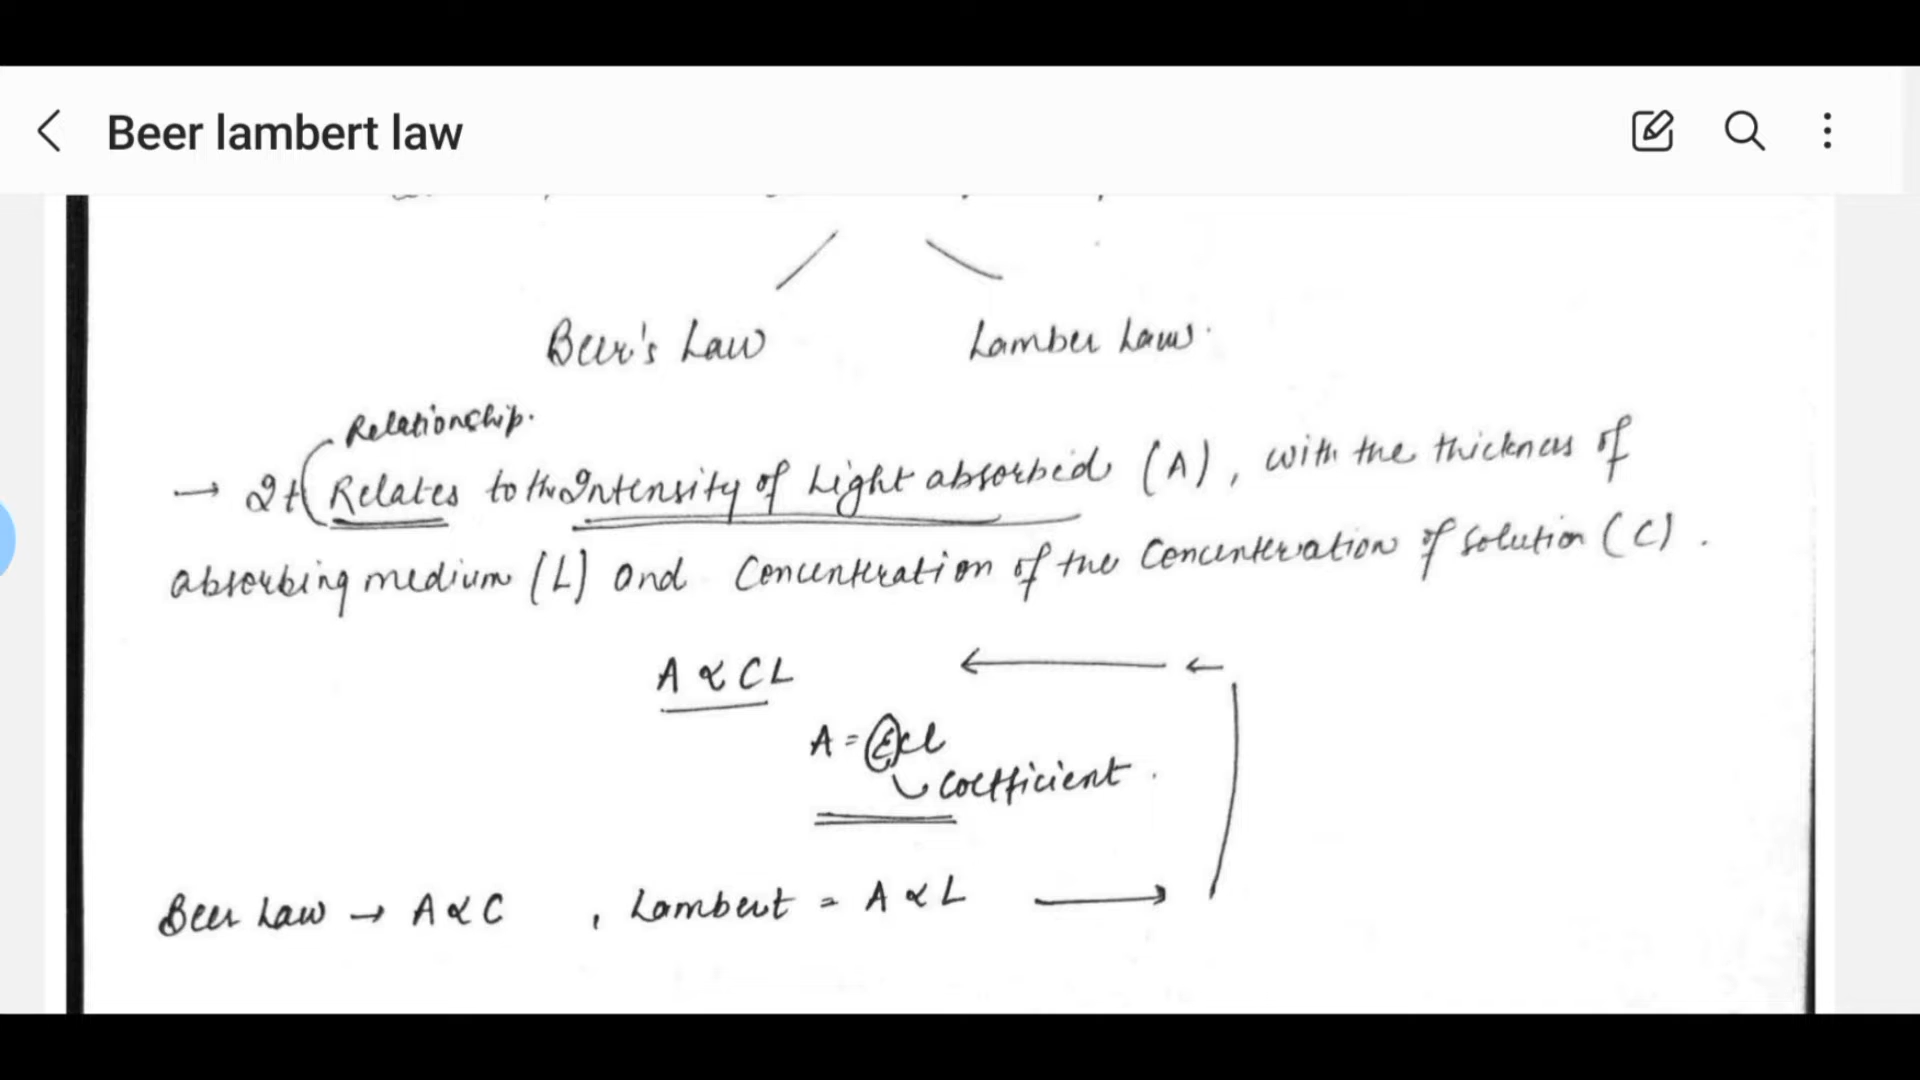 Beer lambert law
Beer's Law Lamber Law.
Relationship.
→ It Relates to the Intensity of Light absorbed (A), with the thickness of
absorbing medium (L) and Concentration of the Concentration of Solution (C).
A ∝ CL
A = εcl
coefficient.
Beer Law → A ∝ C , Lambert = A ∝ L